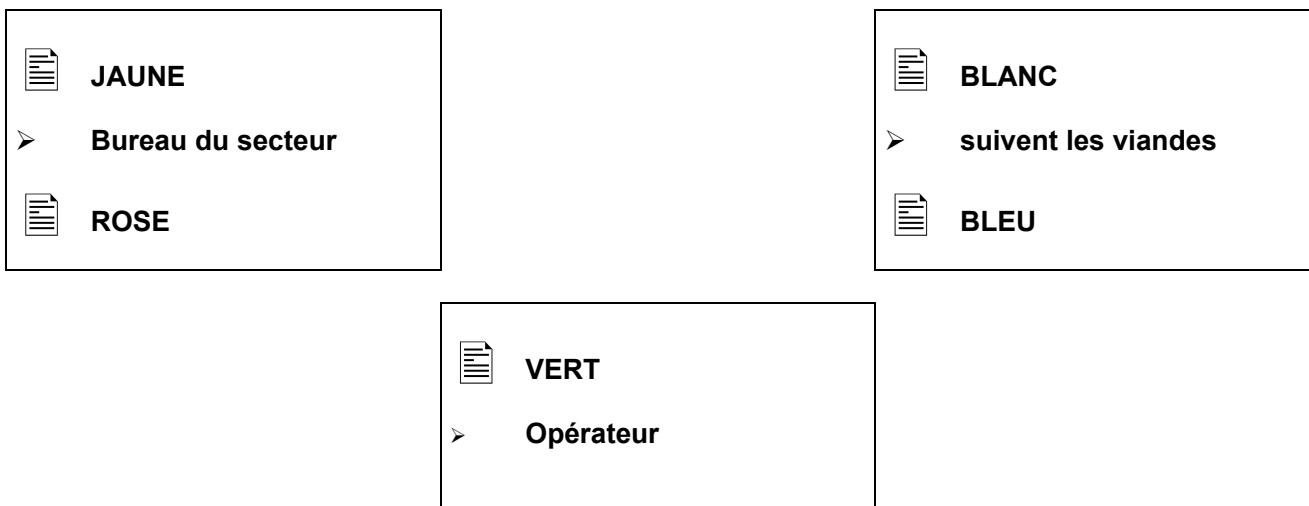 JAUNE
➢ Bureau du secteur
ROSE
BLANC
➢ suivent les viandes
BLEU
VERT
➢ Opérateur